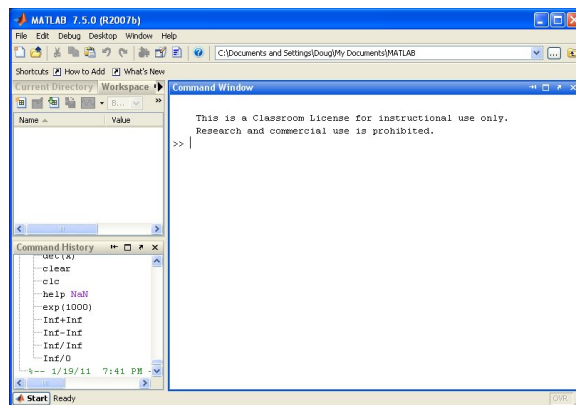 MATLAB 7.5.0 (R2007b)
File Edit Debug Desktop Window Help
C:\Documents and Settings\Doug\My Documents\MATLAB
Shortcuts How to Add What's New
Current Directory Workspace
B...
Name Value
Command History
det(A)
clear
clc
help NaN
exp(1000)
Inf+Inf
Inf-Inf
Inf/Inf
Inf/0
%-- 1/19/11 7:41 PM -
Command Window
This is a Classroom License for instructional use only.
Research and commercial use is prohibited.
>>
Start Ready
OVR